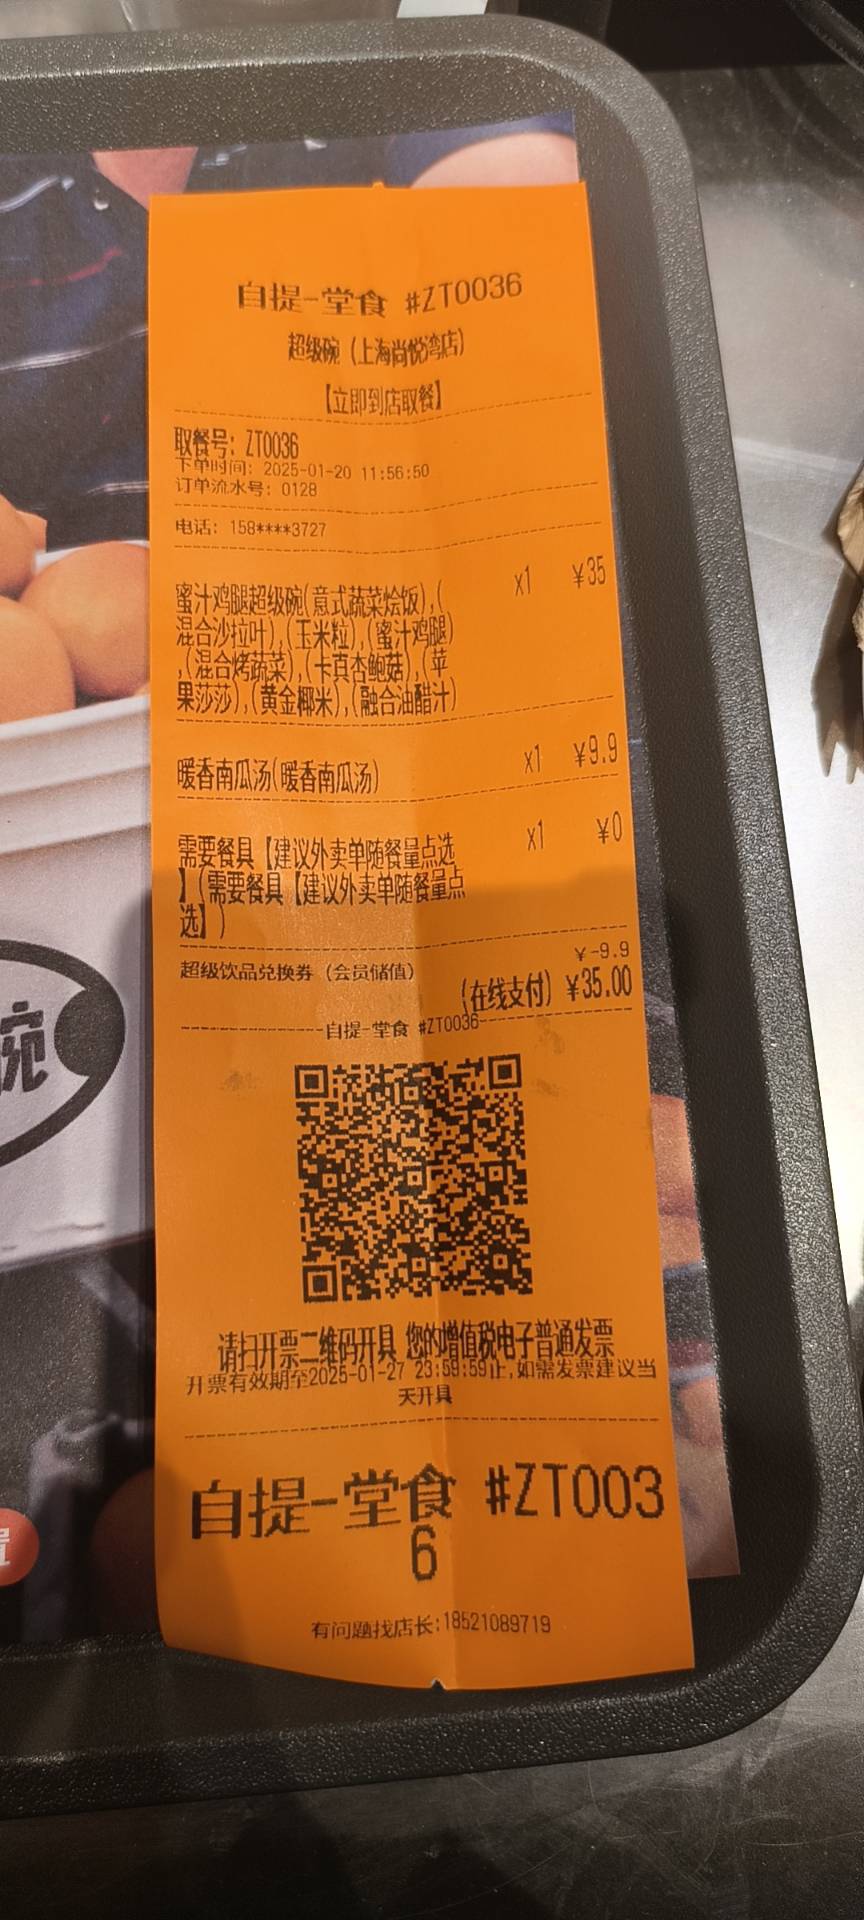 自提-堂食 #ZT0036
超级碗（上海尚悦湾店）
【立即到店取餐】
取餐号: ZT0036
下单时间: 2025-01-20 11:56:50
订单流水号: 0128
电话: 158****3727
蜜汁鸡腿超级碗(意式蔬菜烩饭),( x1 ¥35
混合沙拉叶),(玉米粒),(蜜汁鸡腿)
,(混合烤蔬菜),(卡真杏鲍菇),(苹
果莎莎),(黄金椰米),(融合油醋汁)
暖香南瓜汤(暖香南瓜汤) x1 ¥9.9
需要餐具【建议外卖单随餐量点选 x1 ¥0
】(需要餐具【建议外卖单随餐量点
选】)
超级饮品兑换券（会员储值） ¥-9.9
(在线支付) ¥35.00
自提-堂食 #ZT0036
请扫开票二维码开具 您的增值税电子普通发票
开票有效期至2025-01-27 23:59:59止,如需发票建议当
天开具
自提-堂食 #ZT003
6
有问题找店长:18521089719
碗